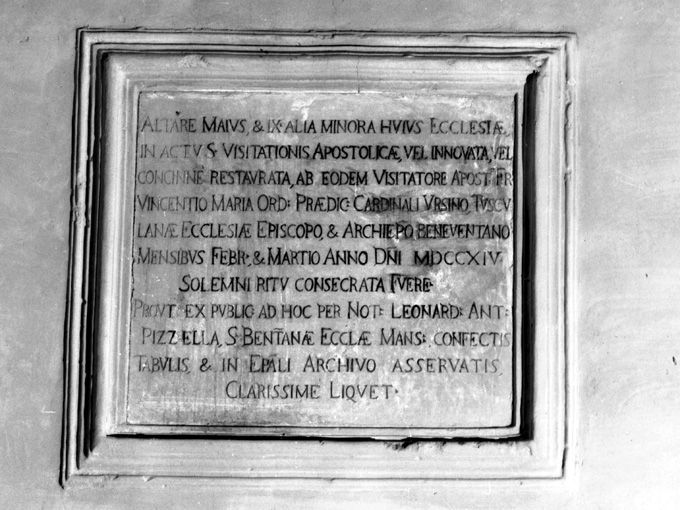 ALTARE MAIVS, & IX·ALIA MINORA HVIVS ECCLESIÆ,
IN ACTV S· VISITATIONIS APOSTOLICÆ, VEL INNOVATA, VEL
CONCINNE RESTAVRATA, AB EODEM VISITATORE APOST· FR
VINCENTIO MARIA ORD: PRÆDIC: CARDINALI VRSINO TVSCV
LANÆ ECCLESIÆ EPISCOPO, & ARCHIEPO BENEVENTANO
MENSIBVS FEBR·, & MARTIO ANNO DÑI MDCCXIV·
SOLEMNI RITV CONSECRATA FVERE·
PROVT EX PVBLIC· AD HOC PER NOT: LEONARD: ANT:
PIZZELLA, S· BENTANÆ ECCLÆ MANS:, CONFECTIS
TABVLIS, & IN EPALI ARCHIVO ASSERVATIS,
CLARISSIME LIQVET·